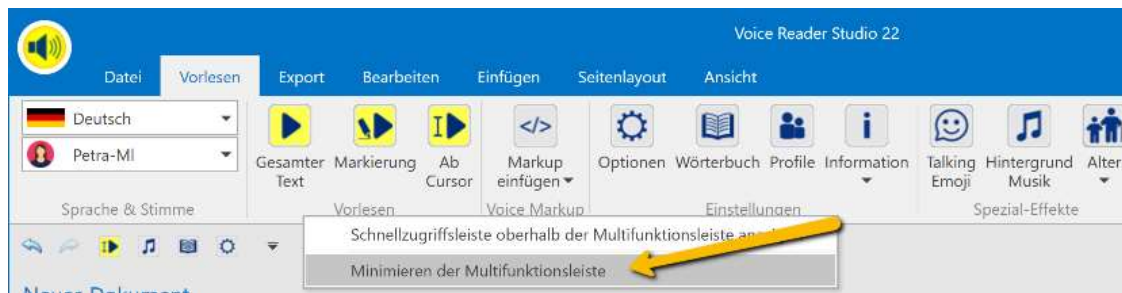 Voice Reader Studio 22
Datei Vorlesen Export Bearbeiten Einfügen Seitenlayout Ansicht
Deutsch
Petra-Ml
Gesamter Text
Markierung
Ab Cursor
Markup einfügen
Optionen
Wörterbuch
Profile
Information
Talking Emoji
Hintergrund Musik
Alter
Sprache & Stimme
Vorlesen
Voice Markup
Einstellungen
Spezial-Effekte
Schnellzugriffsleiste oberhalb der Multifunktionsleiste
Minimieren der Multifunktionsleiste
Neues Dokument